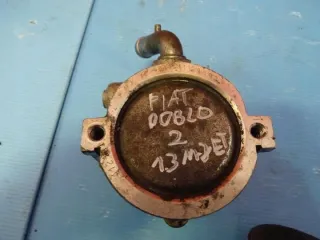 FIAT
DOBLO
2
1.3 MJET